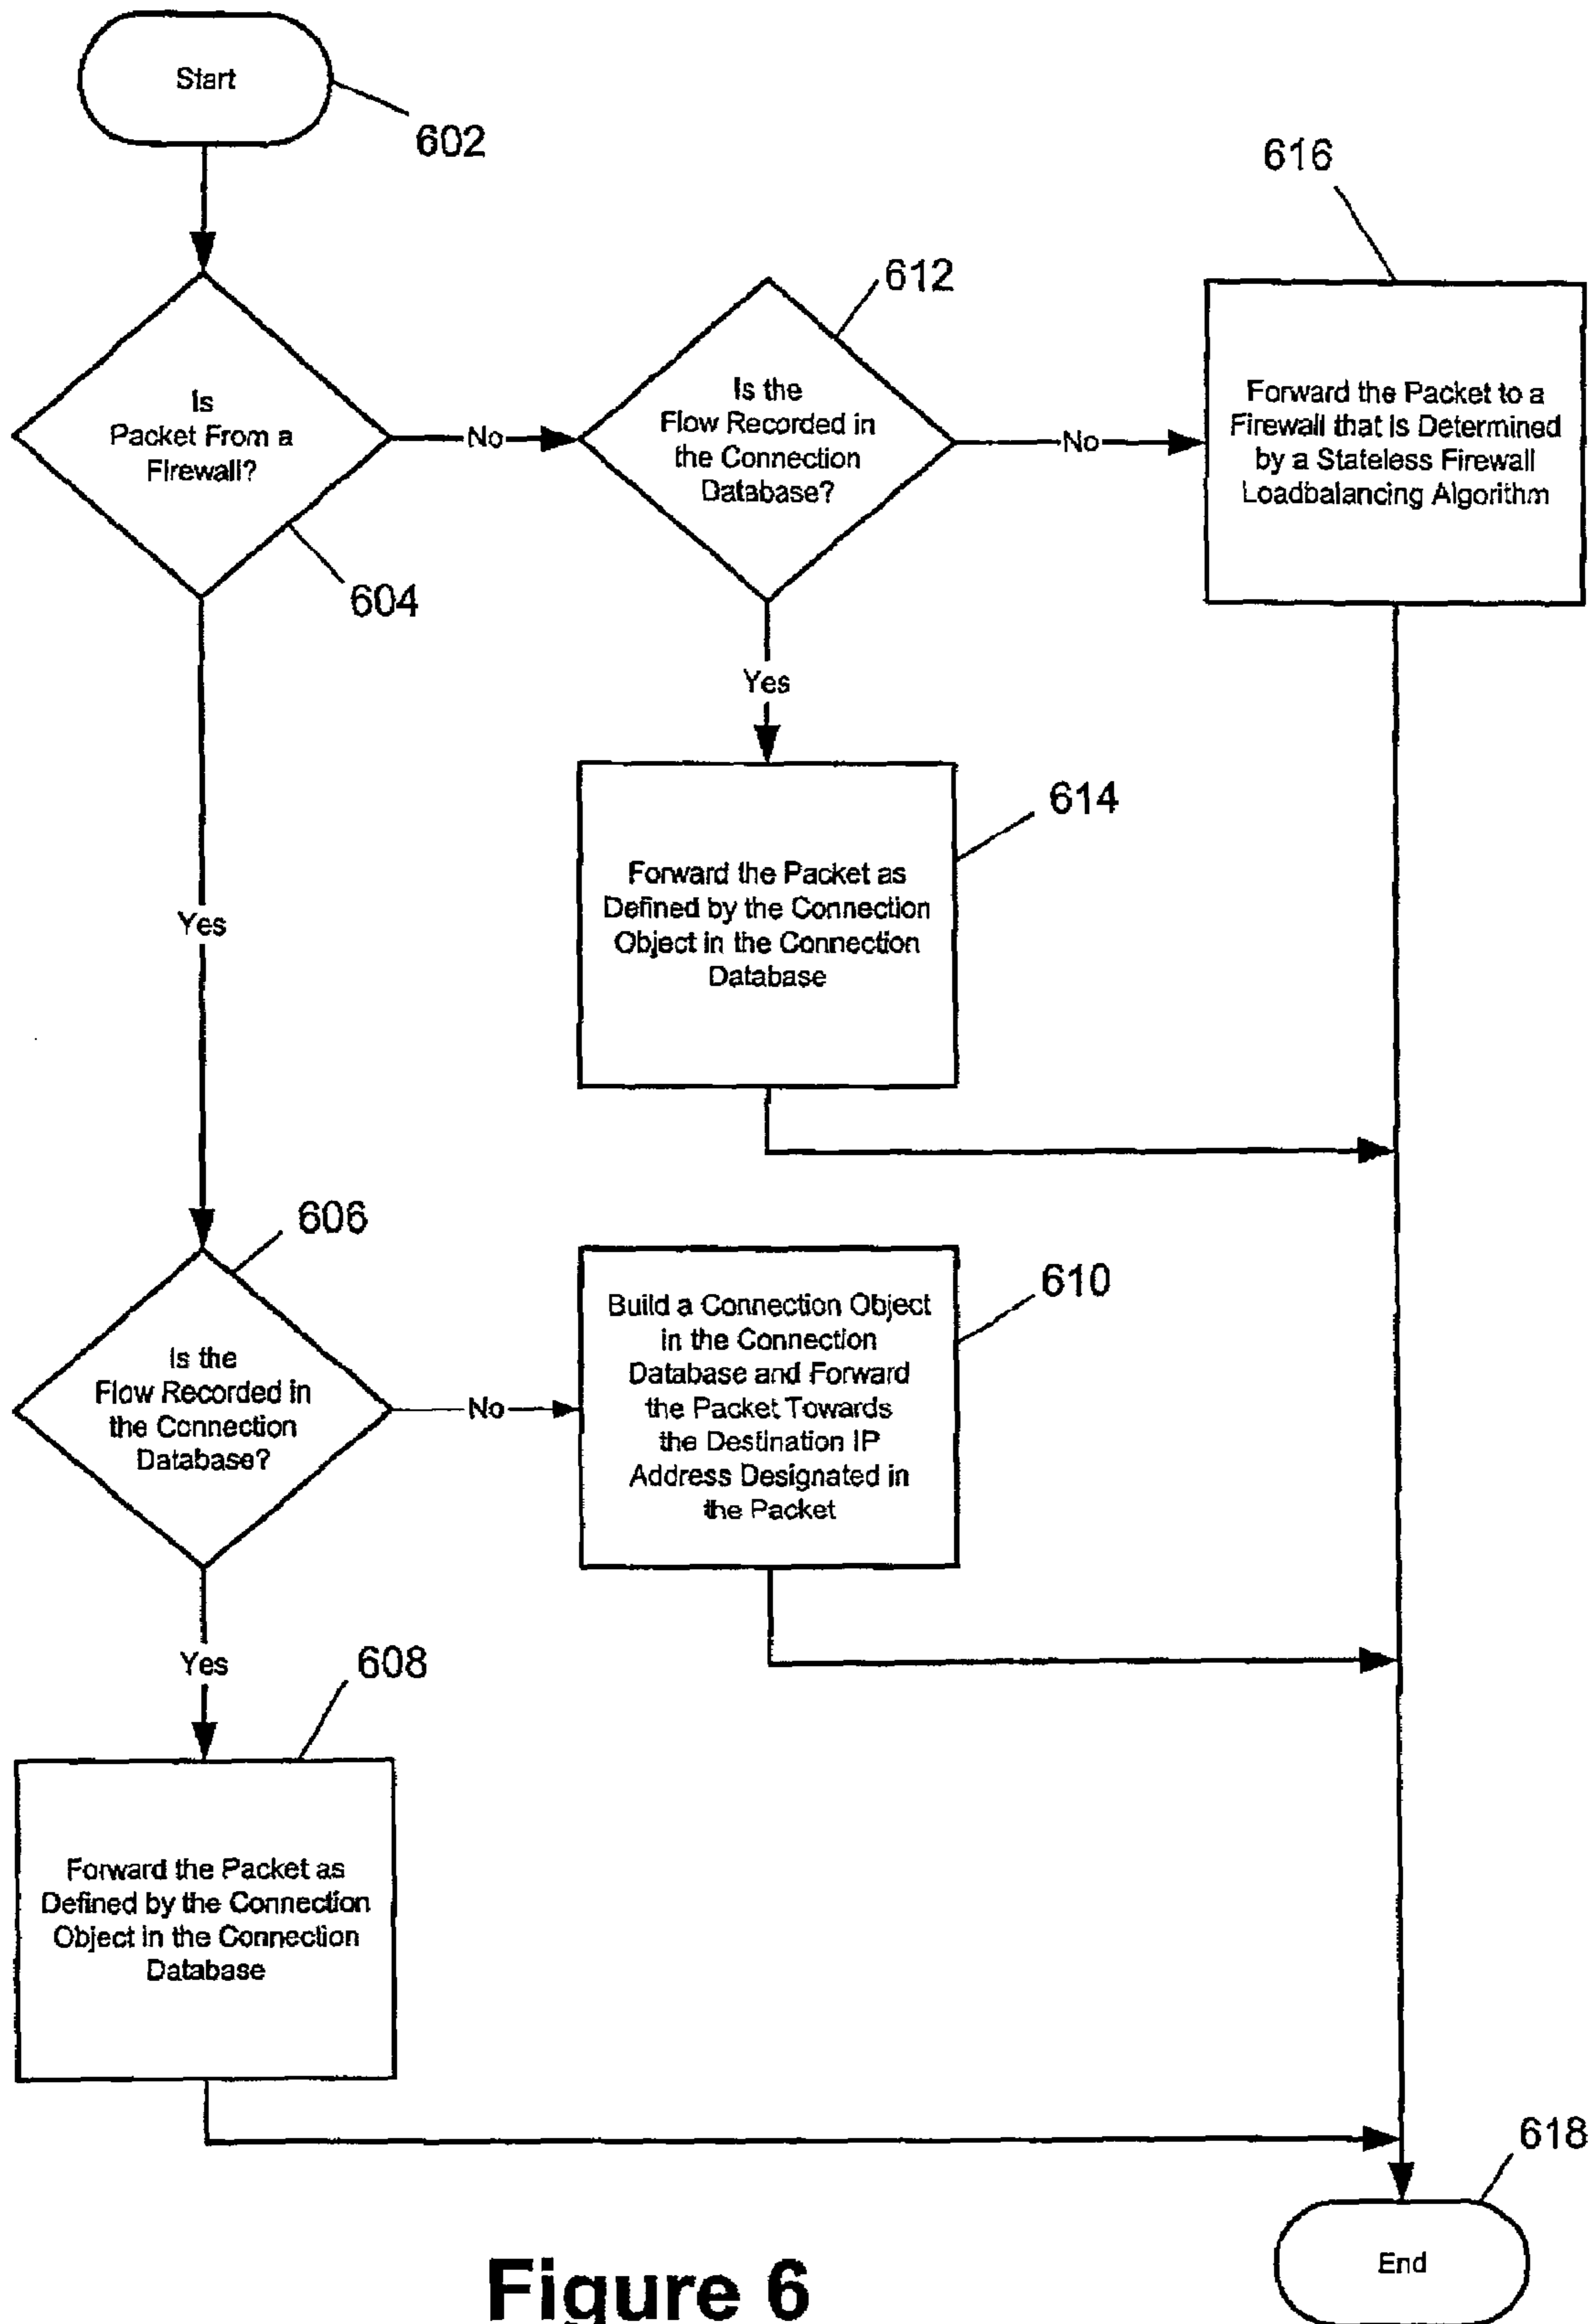 Start
602
616
612
Is
Packet From a
Firewall?
No
Is the
Flow Recorded in
the Connection
Database?
No
Forward the Packet to a
Firewall that is Determined
by a Stateless Firewall
Loadbalancing Algorithm
604
Yes
614
Forward the Packet as
Defined by the Connection
Object in the Connection
Database
Yes
606
610
Is the
Flow Recorded in
the Connection
Database?
No
Build a Connection Object
in the Connection
Database and Forward
the Packet Towards
the Destination IP
Address Designated in
the Packet
Yes
608
Forward the Packet as
Defined by the Connection
Object in the Connection
Database
618
End
Figure 6